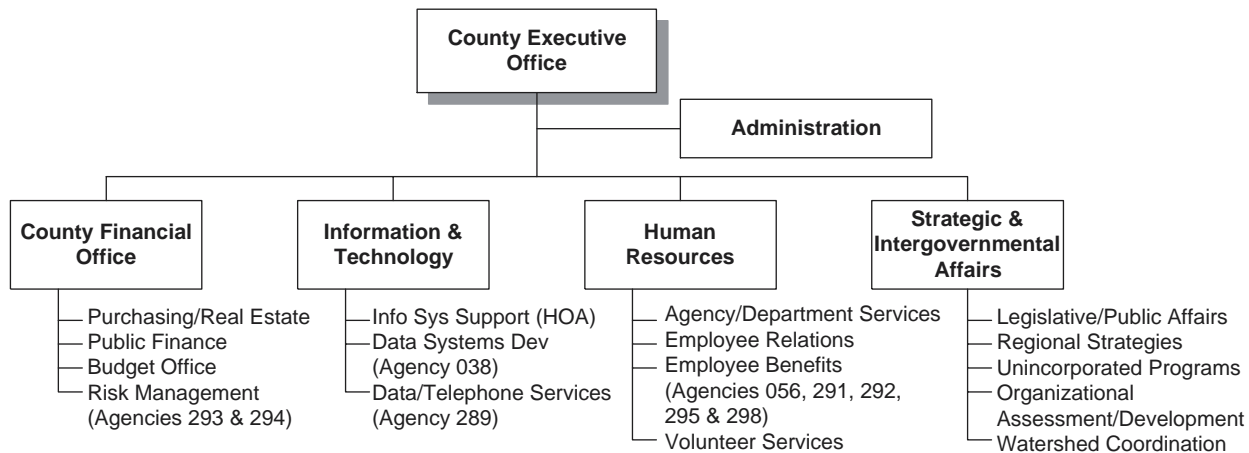 County Executive
Office
Administration
County Financial
Office
Purchasing/Real Estate
Public Finance
Budget Office
Risk Management
(Agencies 293 & 294)
Information &
Technology
Info Sys Support (HOA)
Data Systems Dev
(Agency 038)
Data/Telephone Services
(Agency 289)
Human
Resources
Agency/Department Services
Employee Relations
Employee Benefits
(Agencies 056, 291, 292,
295 & 298)
Volunteer Services
Strategic &
Intergovernmental
Affairs
Legislative/Public Affairs
Regional Strategies
Unincorporated Programs
Organizational
Assessment/Development
Watershed Coordination